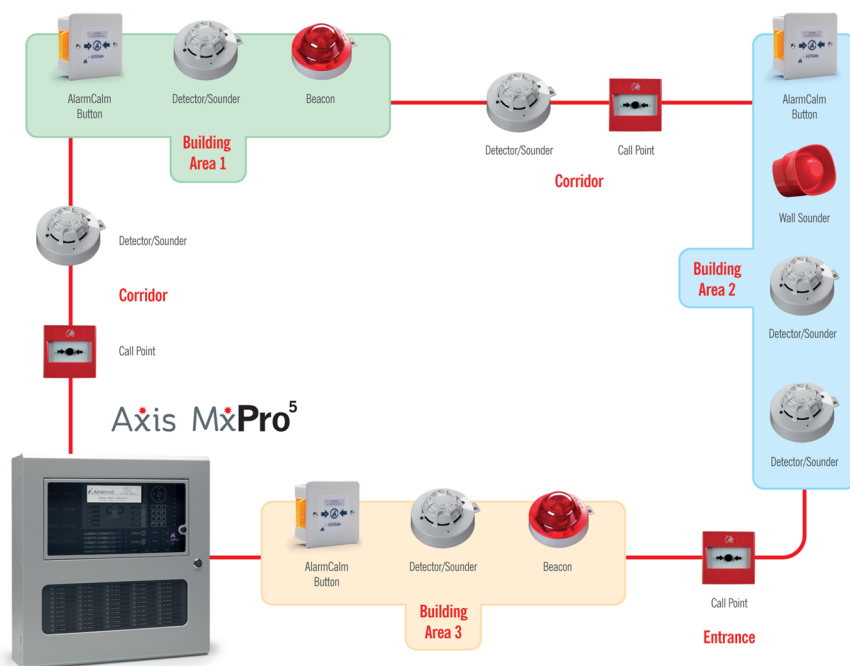 AlarmCalm
Button
Detector/Sounder
Beacon
Building
Area 1
Detector/Sounder
Call Point
Corridor
AlarmCalm
Button
Wall Sounder
Building
Area 2
Detector/Sounder
Detector/Sounder
Detector/Sounder
Corridor
Call Point
Axis MxPro5
Advanced
AlarmCalm
Button
Detector/Sounder
Beacon
Building
Area 3
Call Point
Entrance